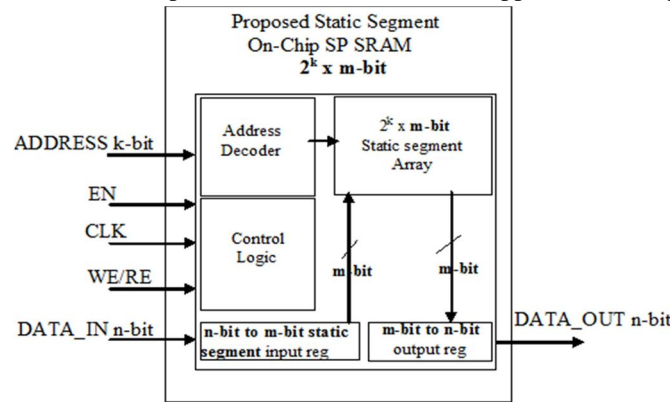 Proposed Static Segment
On-Chip SP SRAM
2^k x m-bit
Address
Decoder
2^k x m-bit
Static segment
Array
ADDRESS k-bit
EN
CLK
WE/RE
Control
Logic
m-bit
m-bit
DATA_IN n-bit
n-bit to m-bit static
segment input reg
m-bit to n-bit
output reg
DATA_OUT n-bit